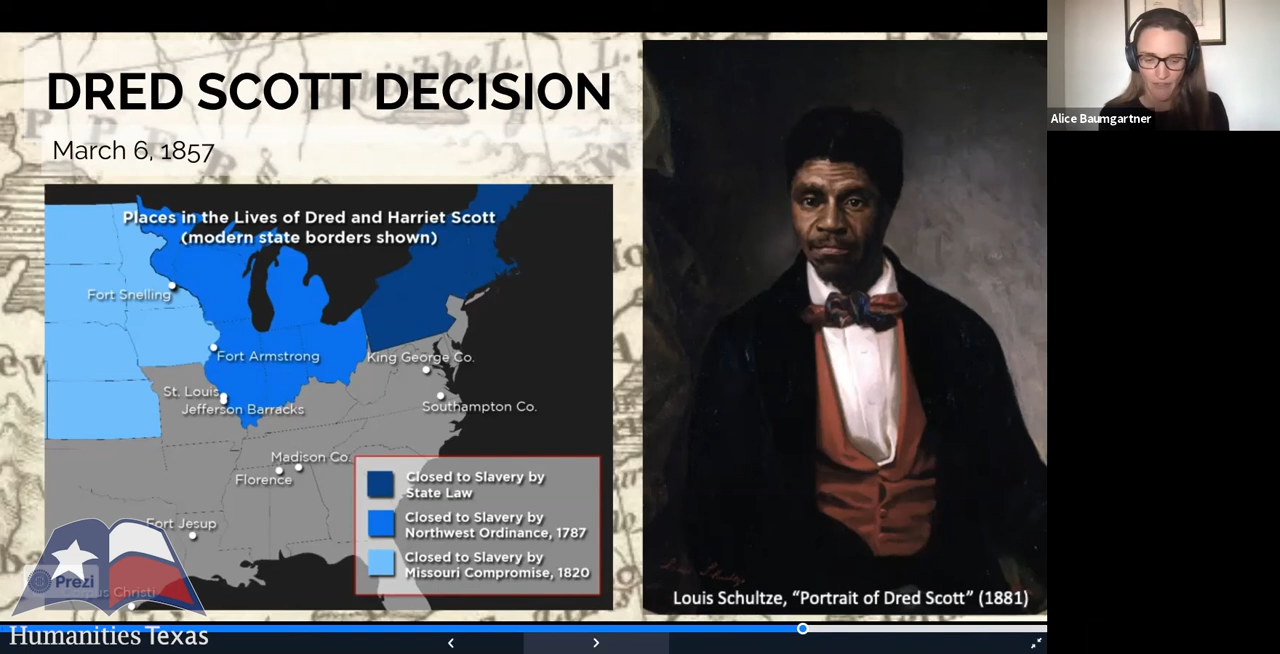 DRED SCOTT DECISION
March 6, 1857
Places in the Lives of Dred and Harriet Scott
(modern state borders shown)
Fort Snelling
Fort Armstrong
King George Co.
St. Louis
Jefferson Barracks
Southampton Co.
Madison Co.
Florence
Fort Jesup
Corpus Christi
Closed to Slavery by
State Law
Closed to Slavery by
Northwest Ordinance, 1787
Closed to Slavery by
Missouri Compromise, 1820
Prezi
Humanities Texas
Louis Schultze, “Portrait of Dred Scott” (1881)
Alice Baumgartner